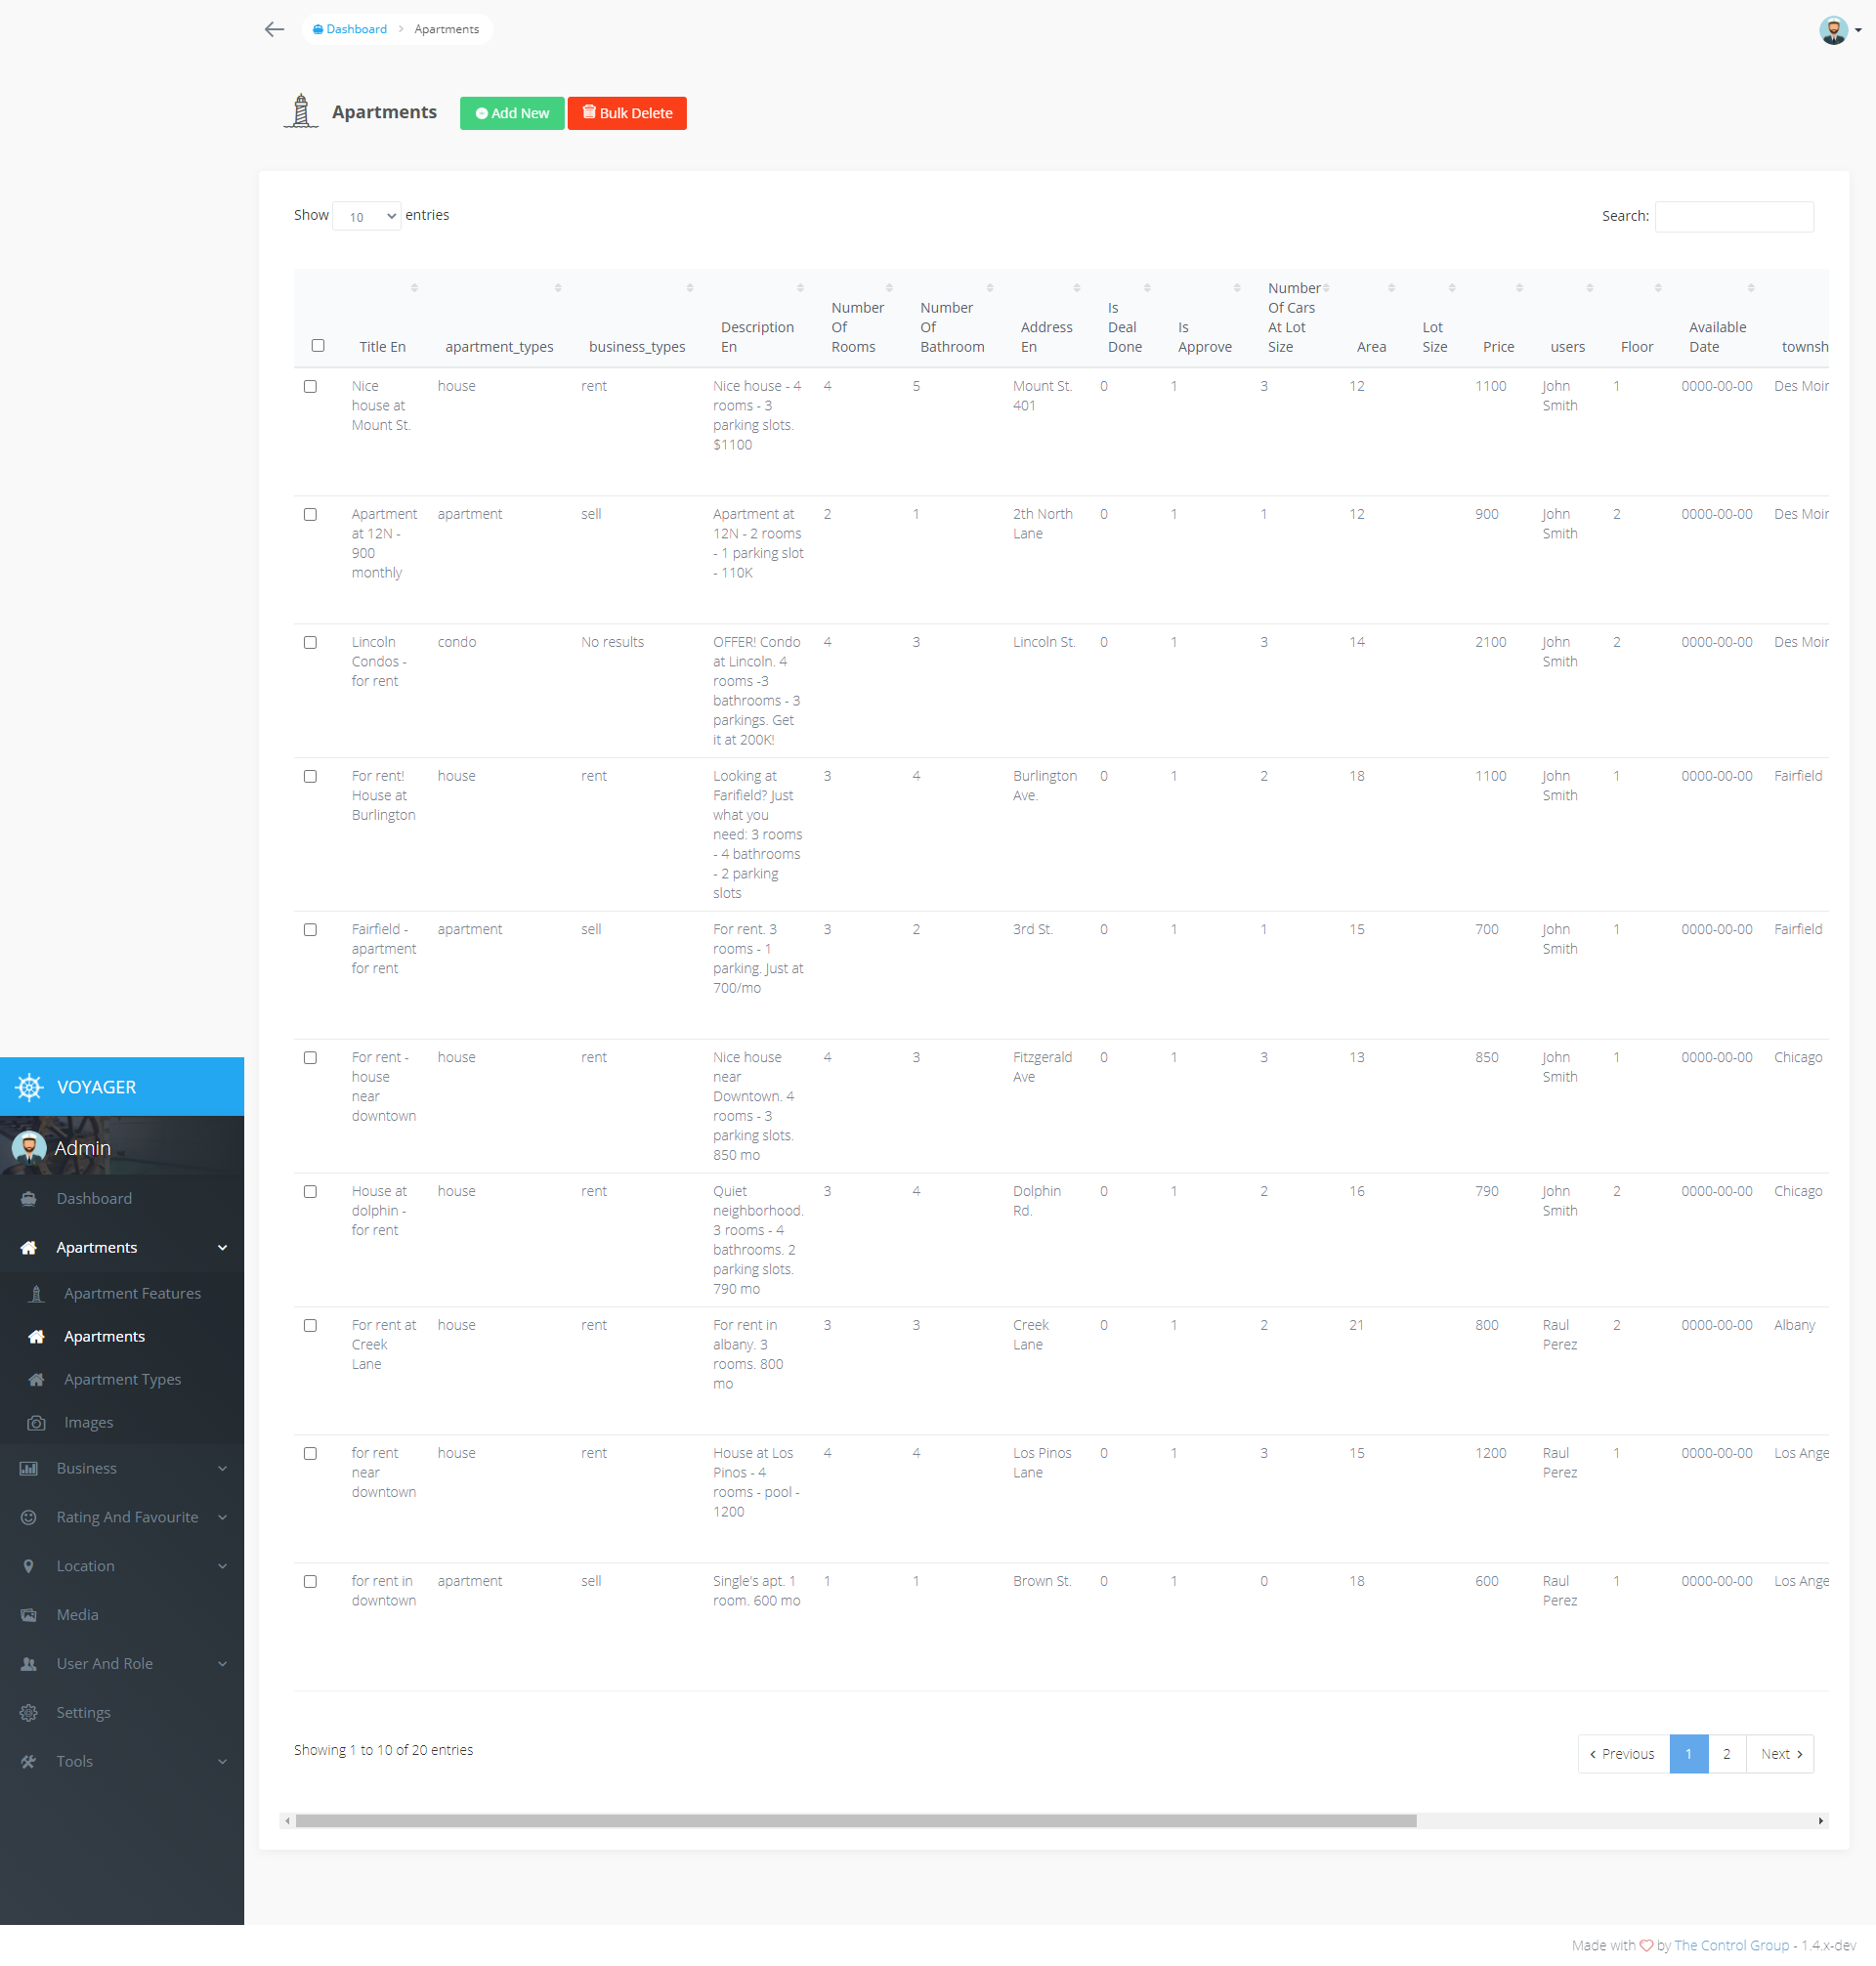 Dashboard > Apartments
Apartments Add New Bulk Delete
Show 10 entries Search:
Title En apartment_types business_types Description En Number Of Rooms Number Of Bathroom Address En Is Deal Done Is Approve Number Of Cars At Lot Size Area Lot Size Price users Floor Available Date townsh
Nice house at Mount St. house rent Nice house - 4 rooms - 3 parking slots. $1100 4 5 Mount St. 401 0 1 3 12 1100 John Smith 1 0000-00-00 Des Moir
Apartment at 12N - 900 monthly apartment sell Apartment at 12N - 2 rooms - 1 parking slot - 110K 2 1 2th North Lane 0 1 1 12 900 John Smith 2 0000-00-00 Des Moir
Lincoln Condos - for rent condo No results OFFER! Condo at Lincoln. 4 rooms -3 bathrooms - 3 parkings. Get it at 200K! 4 3 Lincoln St. 0 1 3 14 2100 John Smith 2 0000-00-00 Des Moir
For rent! House at Burlington house rent Looking at Farifield? Just what you need: 3 rooms - 4 bathrooms - 2 parking slots 3 4 Burlington Ave. 0 1 2 18 1100 John Smith 1 0000-00-00 Fairfield
Fairfield - apartment for rent apartment sell For rent. 3 rooms - 1 parking. Just at 700/mo 3 2 3rd St. 0 1 1 15 700 John Smith 1 0000-00-00 Fairfield
For rent - house near downtown house rent Nice house near Downtown. 4 rooms - 3 parking slots. 850 mo 4 3 Fitzgerald Ave 0 1 3 13 850 John Smith 1 0000-00-00 Chicago
House at dolphin - for rent house rent Quiet neighborhood. 3 rooms - 4 bathrooms. 2 parking slots. 790 mo 3 4 Dolphin Rd. 0 1 2 16 790 John Smith 2 0000-00-00 Chicago
For rent at Creek Lane house rent For rent in albany. 3 rooms. 800 mo 3 3 Creek Lane 0 1 2 21 800 Raul Perez 2 0000-00-00 Albany
for rent near downtown house rent House at Los Pinos - 4 rooms - pool - 1200 4 4 Los Pinos Lane 0 1 3 15 1200 Raul Perez 1 0000-00-00 Los Ange
for rent in downtown apartment sell Single's apt. 1 room. 600 mo 1 1 Brown St. 0 1 0 18 600 Raul Perez 1 0000-00-00 Los Ange
Showing 1 to 10 of 20 entries Previous 1 2 Next
VOYAGER
Admin
Dashboard
Apartments
Apartment Features
Apartments
Apartment Types
Images
Business
Rating And Favourite
Location
Media
User And Role
Settings
Tools
Made with by The Control Group - 1.4.x-dev